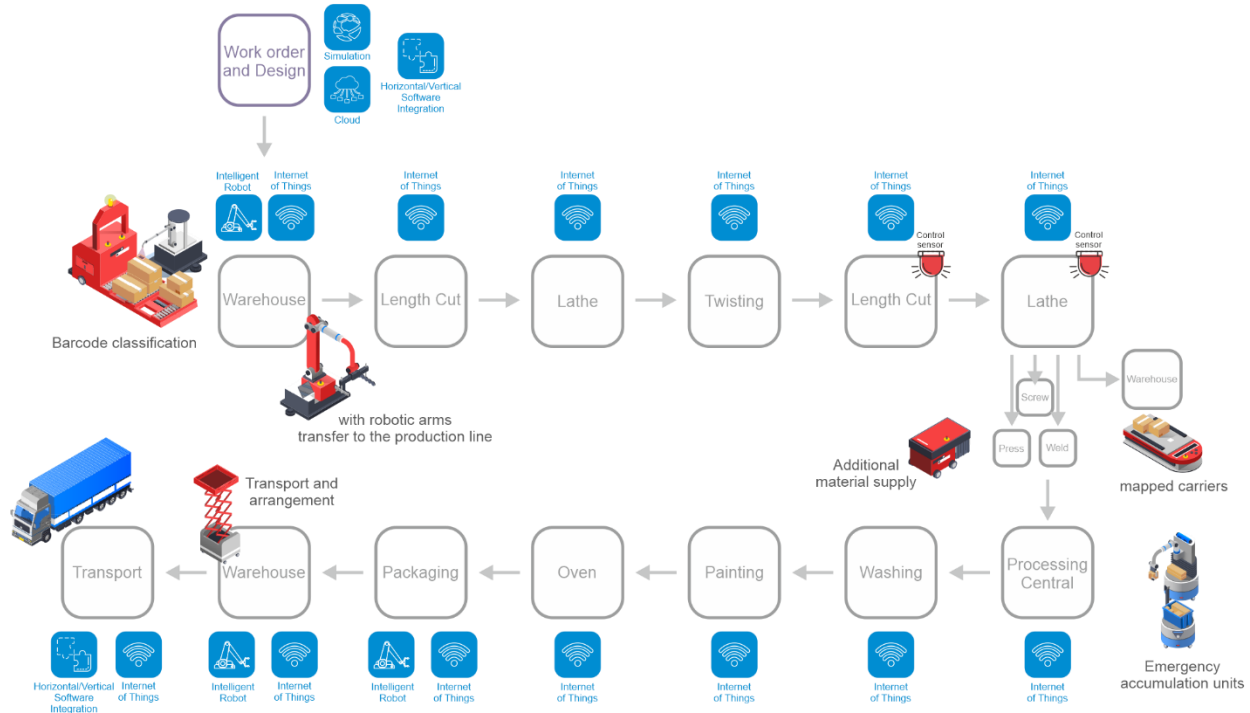 Work order
and Design
Simulation
Cloud
Horizontal/Vertical
Software
Integration
Intelligent
Robot
Internet
of Things
Internet
of Things
Internet
of Things
Internet
of Things
Internet
of Things
Internet
of Things
Control
sensor
Control
sensor
Warehouse
Length Cut
Lathe
Twisting
Length Cut
Lathe
Barcode classification
with robotic arms
transfer to the production line
Screw
Warehouse
Press
Weld
Additional
material supply
mapped carriers
Transport and
arrangement
Transport
Warehouse
Packaging
Oven
Painting
Washing
Processing
Central
Horizontal/Vertical
Software
Integration
Internet
of Things
Intelligent
Robot
Internet
of Things
Intelligent
Robot
Internet
of Things
Internet
of Things
Internet
of Things
Internet
of Things
Internet
of Things
Emergency
accumulation units